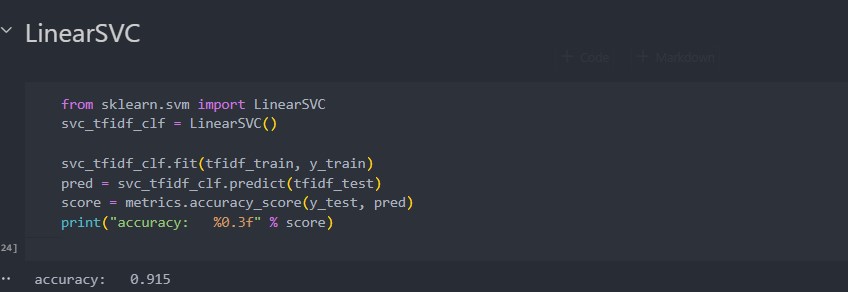 LinearSVC
+ Code + Markdown
from sklearn.svm import LinearSVC
svc_tfidf_clf = LinearSVC()
svc_tfidf_clf.fit(tfidf_train, y_train)
pred = svc_tfidf_clf.predict(tfidf_test)
score = metrics.accuracy_score(y_test, pred)
print("accuracy:   %0.3f" % score)
24]
accuracy:   0.915